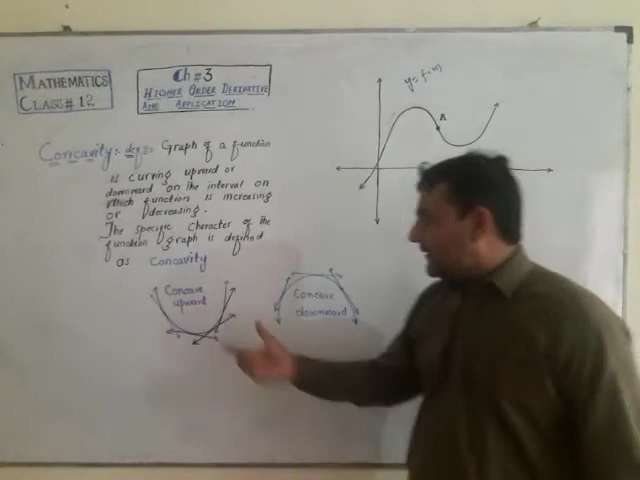 MATHEMATICS
CLASS # 12
Ch # 3
HIGHER ORDER DERIVATIVE
AND APPLICATION
Concavity:- def:- Graph of a function
is curving upward or
downward on the interval on
which function is increasing
or decreasing.
The specific character of the
function graph is defined
as Concavity
Concave
upward
Concave
downward
y=f(x)
A